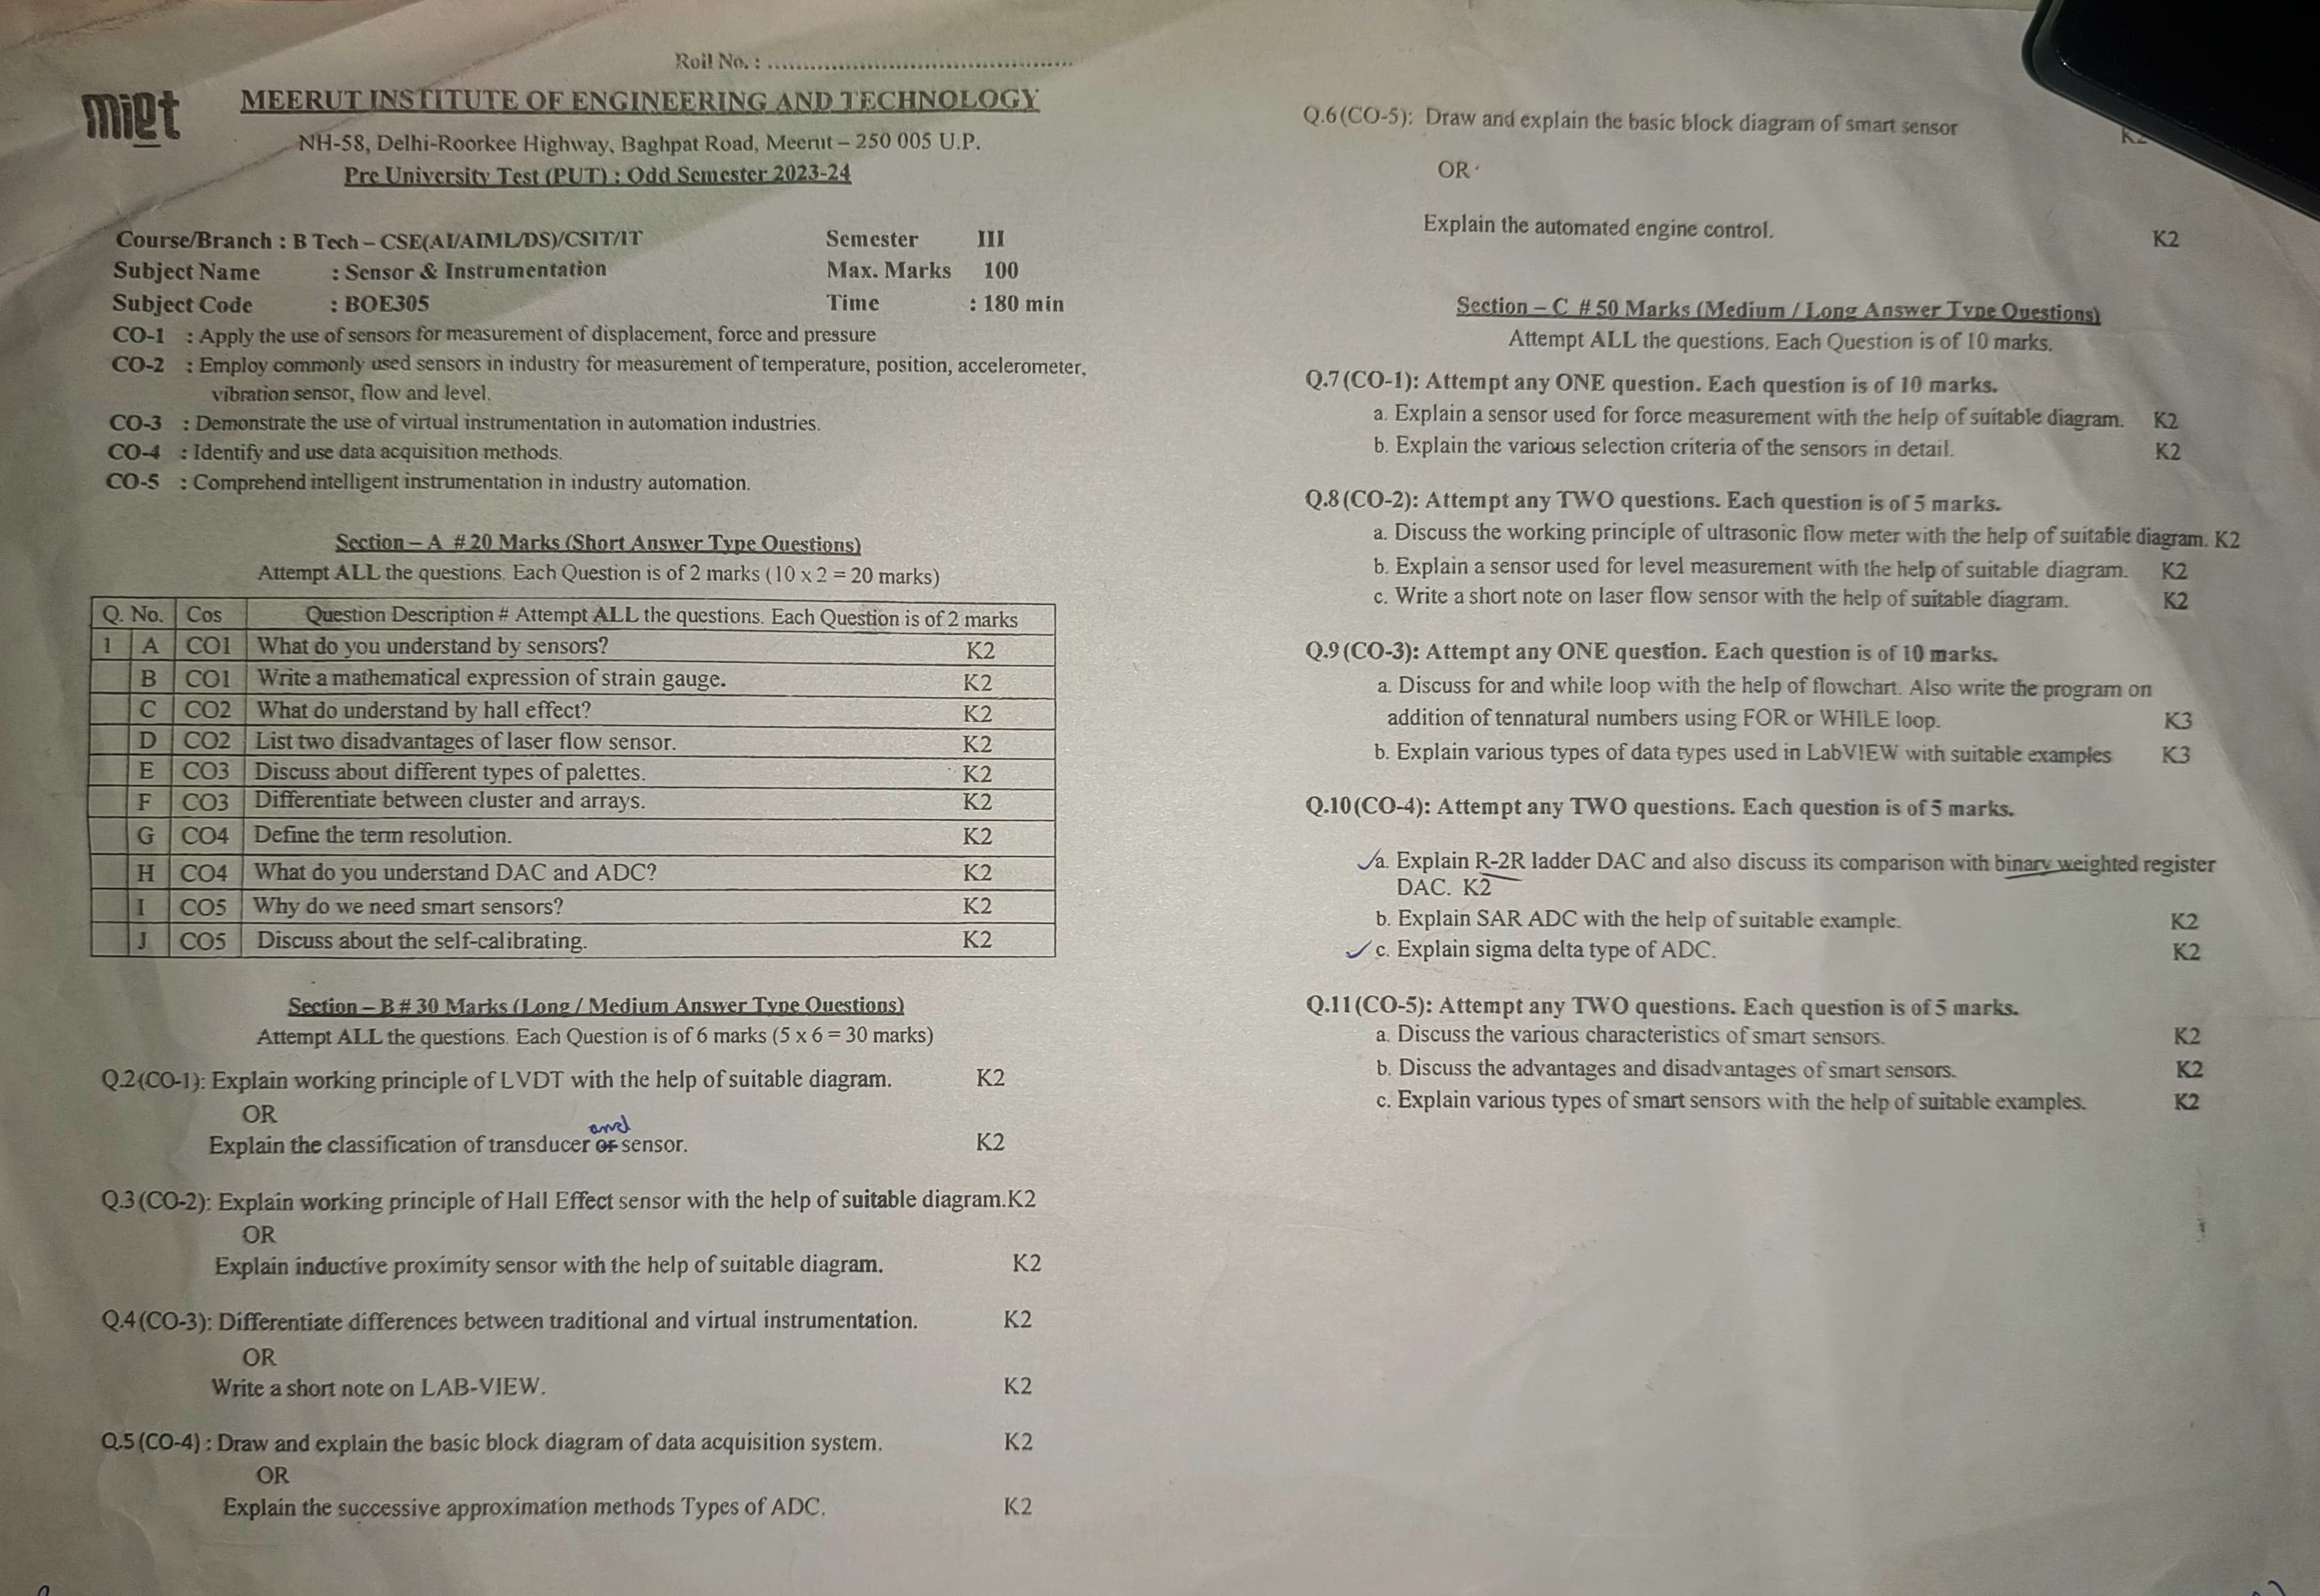 Roll No. : ................................................
miet
MEERUT INSTITUTE OF ENGINEERING AND TECHNOLOGY
NH-58, Delhi-Roorkee Highway, Baghpat Road, Meerut – 250 005 U.P.
Pre University Test (PUT) : Odd Semester 2023-24
Course/Branch : B Tech – CSE(AI/AIML/DS)/CSIT/IT Semester III
Subject Name : Sensor & Instrumentation Max. Marks 100
Subject Code : BOE305 Time : 180 min
CO-1 : Apply the use of sensors for measurement of displacement, force and pressure
CO-2 : Employ commonly used sensors in industry for measurement of temperature, position, accelerometer,
vibration sensor, flow and level.
CO-3 : Demonstrate the use of virtual instrumentation in automation industries.
CO-4 : Identify and use data acquisition methods.
CO-5 : Comprehend intelligent instrumentation in industry automation.
Section – A # 20 Marks (Short Answer Type Questions)
Attempt ALL the questions. Each Question is of 2 marks (10 x 2 = 20 marks)
Q. No. Cos Question Description # Attempt ALL the questions. Each Question is of 2 marks
1 A CO1 What do you understand by sensors? K2
B CO1 Write a mathematical expression of strain gauge. K2
C CO2 What do understand by hall effect? K2
D CO2 List two disadvantages of laser flow sensor. K2
E CO3 Discuss about different types of palettes. K2
F CO3 Differentiate between cluster and arrays. K2
G CO4 Define the term resolution. K2
H CO4 What do you understand DAC and ADC? K2
I CO5 Why do we need smart sensors? K2
J CO5 Discuss about the self-calibrating. K2
Section – B # 30 Marks (Long / Medium Answer Type Questions)
Attempt ALL the questions. Each Question is of 6 marks (5 x 6 = 30 marks)
Q.2(CO-1): Explain working principle of LVDT with the help of suitable diagram. K2
OR
and
Explain the classification of transducer or sensor. K2
Q.3(CO-2): Explain working principle of Hall Effect sensor with the help of suitable diagram.K2
OR
Explain inductive proximity sensor with the help of suitable diagram. K2
Q.4(CO-3): Differentiate differences between traditional and virtual instrumentation. K2
OR
Write a short note on LAB-VIEW. K2
Q.5(CO-4) : Draw and explain the basic block diagram of data acquisition system. K2
OR
Explain the successive approximation methods Types of ADC. K2
Q.6(CO-5): Draw and explain the basic block diagram of smart sensor K2
OR
Explain the automated engine control. K2
Section – C # 50 Marks (Medium / Long Answer Type Questions)
Attempt ALL the questions. Each Question is of 10 marks.
Q.7(CO-1): Attempt any ONE question. Each question is of 10 marks.
a. Explain a sensor used for force measurement with the help of suitable diagram. K2
b. Explain the various selection criteria of the sensors in detail. K2
Q.8(CO-2): Attempt any TWO questions. Each question is of 5 marks.
a. Discuss the working principle of ultrasonic flow meter with the help of suitable diagram. K2
b. Explain a sensor used for level measurement with the help of suitable diagram. K2
c. Write a short note on laser flow sensor with the help of suitable diagram. K2
Q.9(CO-3): Attempt any ONE question. Each question is of 10 marks.
a. Discuss for and while loop with the help of flowchart. Also write the program on
addition of tennatural numbers using FOR or WHILE loop. K3
b. Explain various types of data types used in LabVIEW with suitable examples K3
Q.10(CO-4): Attempt any TWO questions. Each question is of 5 marks.
a. Explain R-2R ladder DAC and also discuss its comparison with binary weighted register
DAC. K2
b. Explain SAR ADC with the help of suitable example. K2
c. Explain sigma delta type of ADC. K2
Q.11(CO-5): Attempt any TWO questions. Each question is of 5 marks.
a. Discuss the various characteristics of smart sensors. K2
b. Discuss the advantages and disadvantages of smart sensors. K2
c. Explain various types of smart sensors with the help of suitable examples. K2